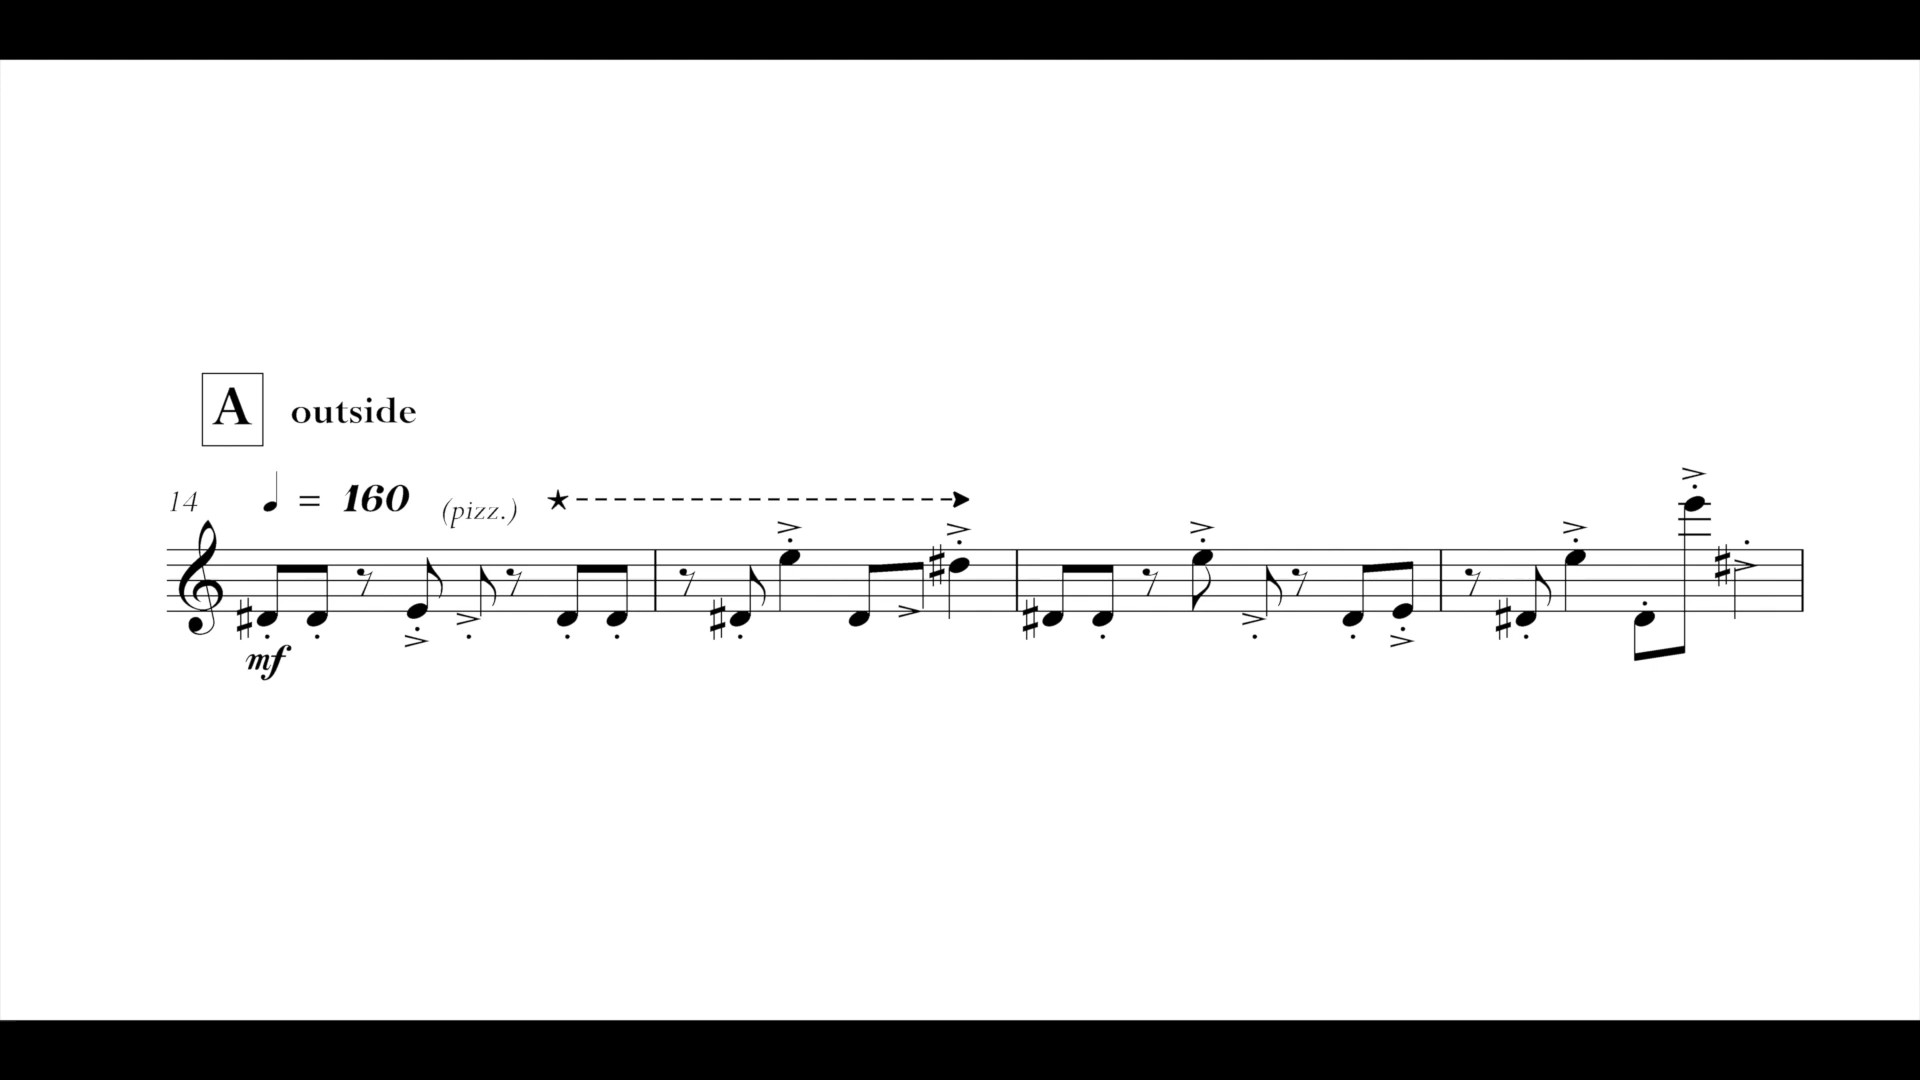 A outside
14 ♩ = 160 (pizz.)
mf